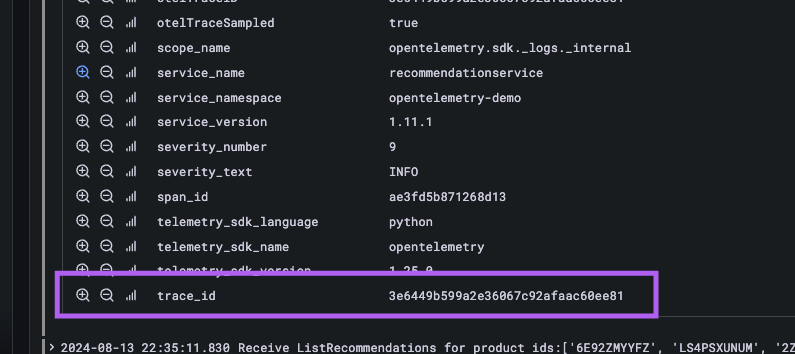 otelTraceSampled true
scope_name opentelemetry.sdk._logs._internal
service_name recommendationservice
service_namespace opentelemetry-demo
service_version 1.11.1
severity_number 9
severity_text INFO
span_id ae3fd5b871268d13
telemetry_sdk_language python
telemetry_sdk_name opentelemetry
telemetry_sdk_version 1.25.0
trace_id 3e6449b599a2e36067c92afaac60ee81
> 2024-08-13 22:35:11.830 Receive ListRecommendations for product ids:['6E92ZMYYFZ', 'LS4PSXUNUM', '2Z